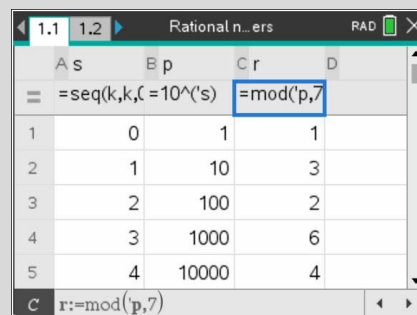 1.1 1.2 Rational n...ers RAD
A s B p C r D
=seq(k,k,( =10^('s) =mod('p,7
1 0 1 1
2 1 10 3
3 2 100 2
4 3 1000 6
5 4 10000 4
C r:=mod('p,7)